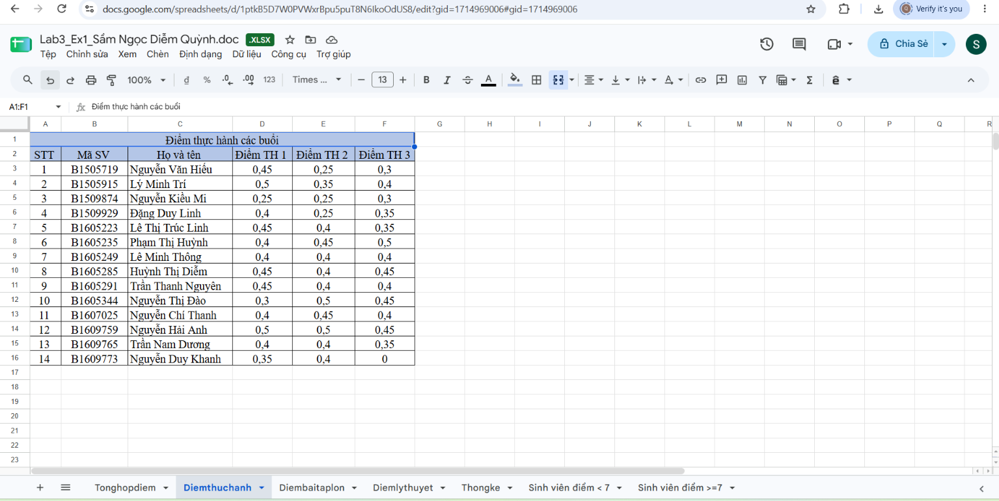 docs.google.com/spreadsheets/d/1ptkB5D7W0PVWxrBpu5puT8N6IkoOdUS8/edit?gid=1714969006#gid=1714969006
Q Verify it's you
Lab3_Ex1_Sầm Ngọc Diễm Quỳnh.doc .XLSX
Tệp Chỉnh sửa Xem Chèn Định dạng Dữ liệu Công cụ Trợ giúp
Chia Sẻ S
100% đ % .0 .00 123 Times ... 13 B I A A Σ ê
A1:F1 fx Điểm thực hành các buổi
A B C D E F G H I J K L M N O P Q R
1 Điểm thực hành các buổi
2 STT Mã SV Họ và tên Điểm TH 1 Điểm TH 2 Điểm TH 3
3 1 B1505719 Nguyễn Văn Hiếu 0,45 0,25 0,3
4 2 B1505915 Lý Minh Trí 0,5 0,35 0,4
5 3 B1509874 Nguyễn Kiều Mi 0,25 0,25 0,3
6 4 B1509929 Đặng Duy Linh 0,4 0,25 0,35
7 5 B1605223 Lê Thị Trúc Linh 0,45 0,4 0,35
8 6 B1605235 Phạm Thị Huỳnh 0,4 0,45 0,5
9 7 B1605249 Lê Minh Thông 0,4 0,4 0,4
10 8 B1605285 Huỳnh Thị Diễm 0,45 0,4 0,45
11 9 B1605291 Trần Thanh Nguyên 0,45 0,4 0,4
12 10 B1605344 Nguyễn Thị Đào 0,3 0,5 0,45
13 11 B1607025 Nguyễn Chí Thanh 0,4 0,45 0,4
14 12 B1609759 Nguyễn Hải Anh 0,5 0,5 0,45
15 13 B1609765 Trần Nam Dương 0,4 0,4 0,35
16 14 B1609773 Nguyễn Duy Khanh 0,35 0,4 0
17
18
19
20
21
22
23
Tonghopdiem Diemthuchanh Diembaitaplon Diemlythuyet Thongke Sinh viên điểm < 7 Sinh viên điểm >=7